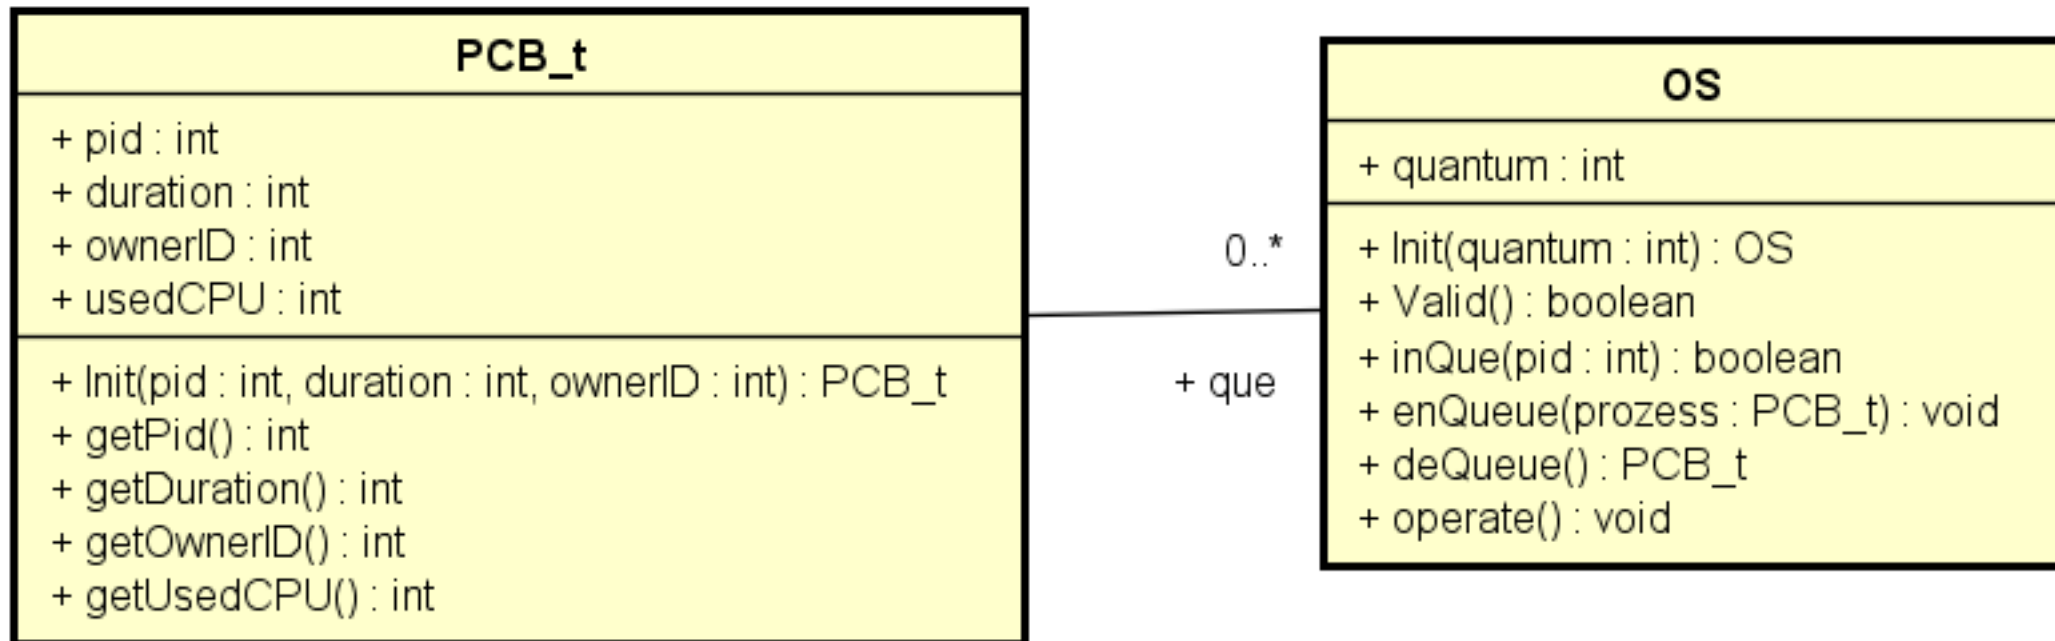 PCB_t
+ pid : int
+ duration : int
+ ownerID : int
+ usedCPU : int
+ Init(pid : int, duration : int, ownerID : int) : PCB_t
+ getPid() : int
+ getDuration() : int
+ getOwnerID() : int
+ getUsedCPU() : int
0..*
+ que
OS
+ quantum : int
+ Init(quantum : int) : OS
+ Valid() : boolean
+ inQue(pid : int) : boolean
+ enQueue(prozess : PCB_t) : void
+ deQueue() : PCB_t
+ operate() : void